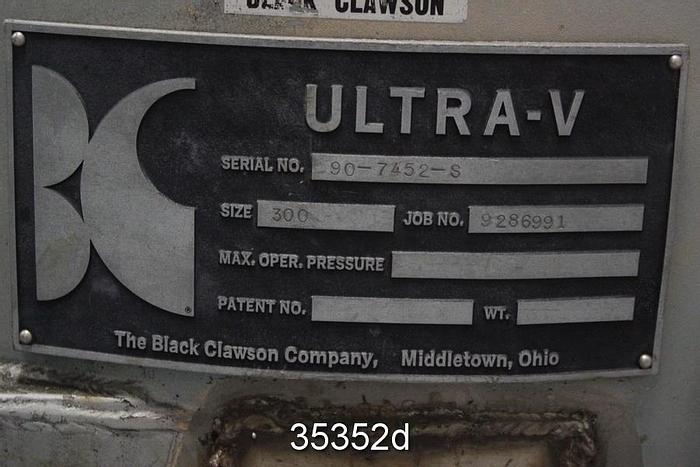 BLACK CLAWSON
ULTRA-V
SERIAL NO. 90-7452-S
SIZE 300 JOB NO. 9286991
MAX. OPER. PRESSURE
PATENT NO. WT.
The Black Clawson Company, Middletown, Ohio
35352d